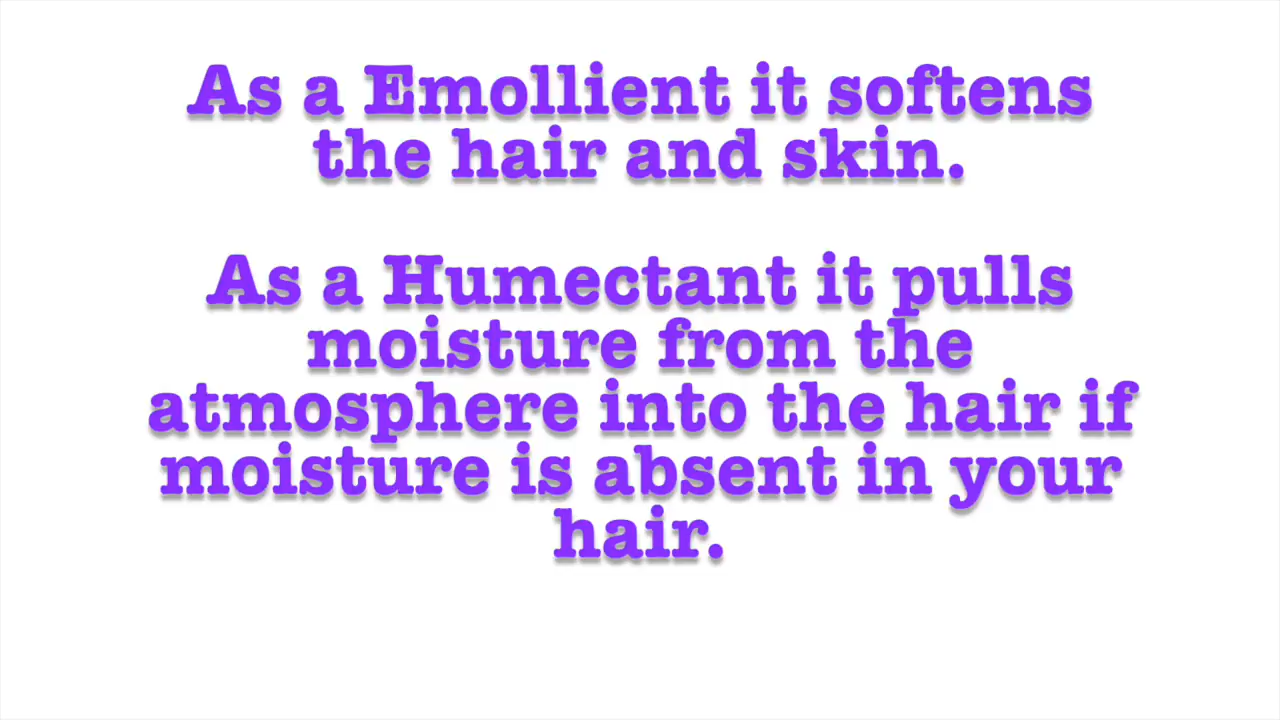 As a Emollient it softens
the hair and skin.
As a Humectant it pulls
moisture from the
atmosphere into the hair if
moisture is absent in your
hair.